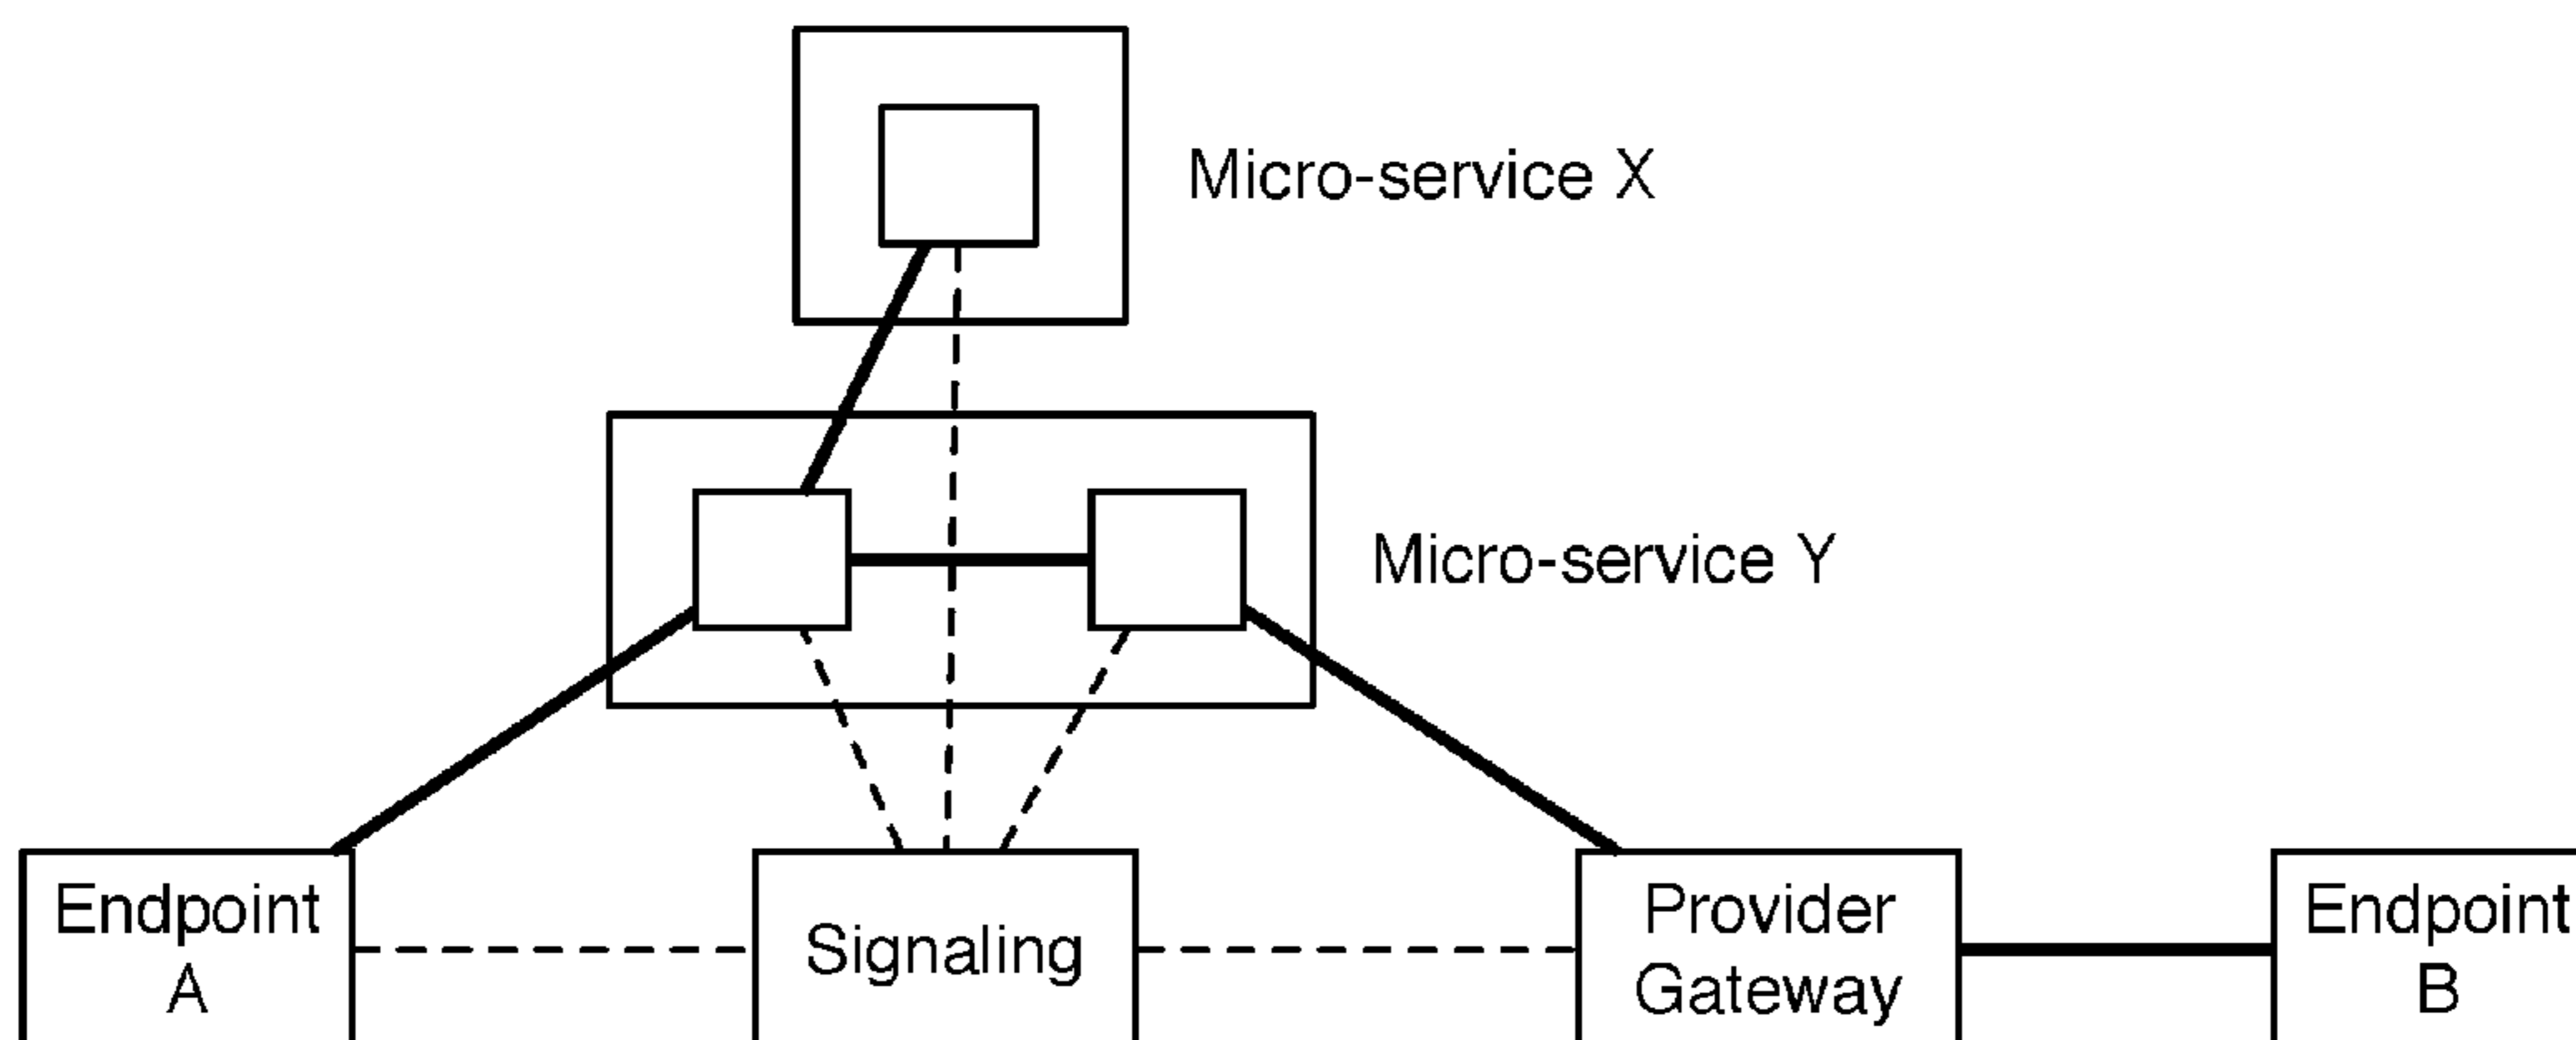 Micro-service X
Micro-service Y
Endpoint
A
Signaling
Provider
Gateway
Endpoint
B